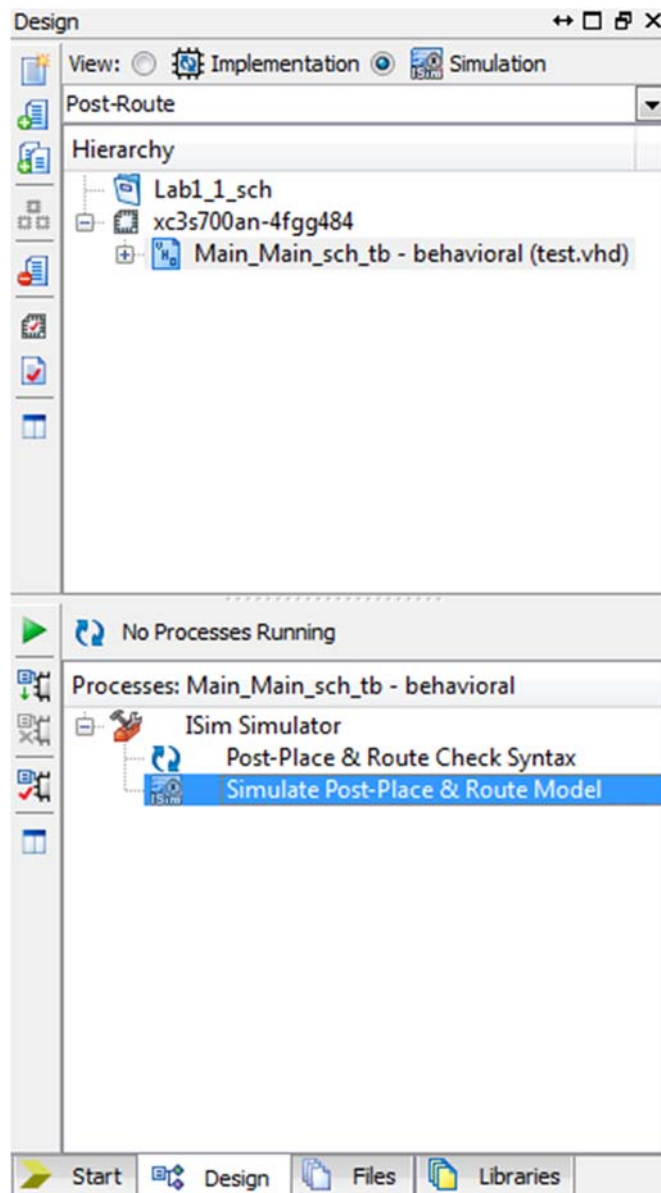 Design
View: Implementation Simulation
Post-Route
Hierarchy
Lab1_1_sch
xc3s700an-4fgg484
Main_Main_sch_tb - behavioral (test.vhd)
No Processes Running
Processes: Main_Main_sch_tb - behavioral
ISim Simulator
Post-Place & Route Check Syntax
Simulate Post-Place & Route Model
Start Design Files Libraries